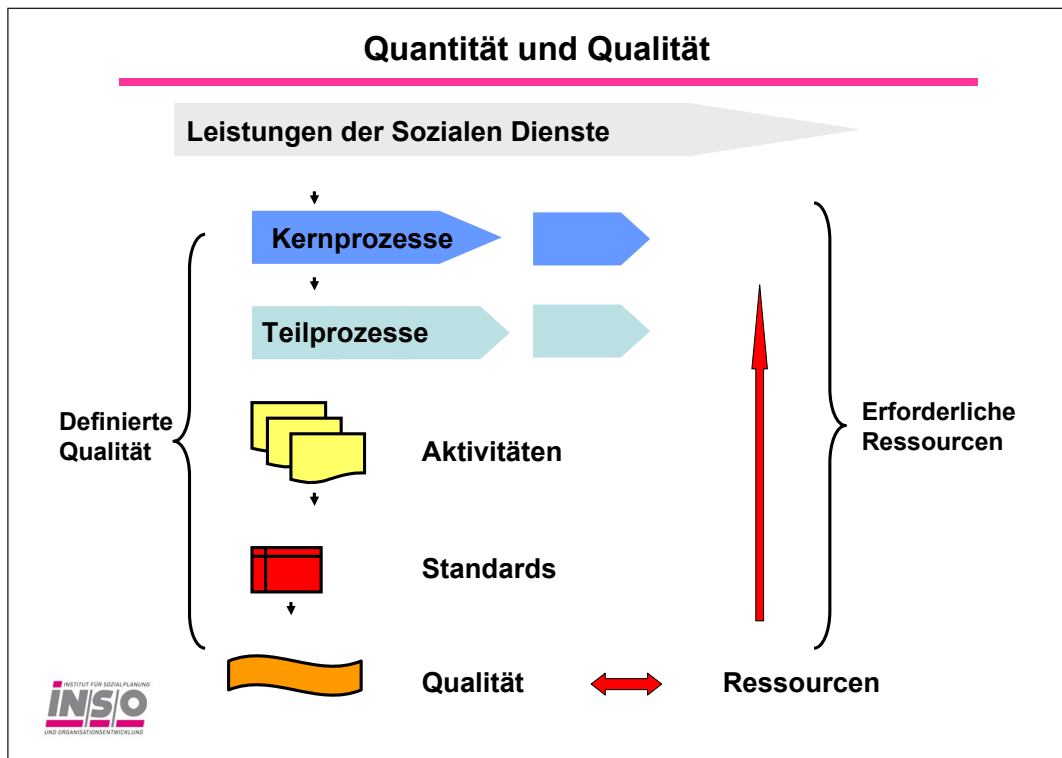 Quantität und Qualität
Leistungen der Sozialen Dienste
Kernprozesse
Teilprozesse
Definierte
Qualität
Aktivitäten
Erforderliche
Ressourcen
Standards
Qualität
Ressourcen
INSTITUT FÜR SOZIALPLANUNG
iN|S|O
UND ORGANISATIONSENTWICKLUNG